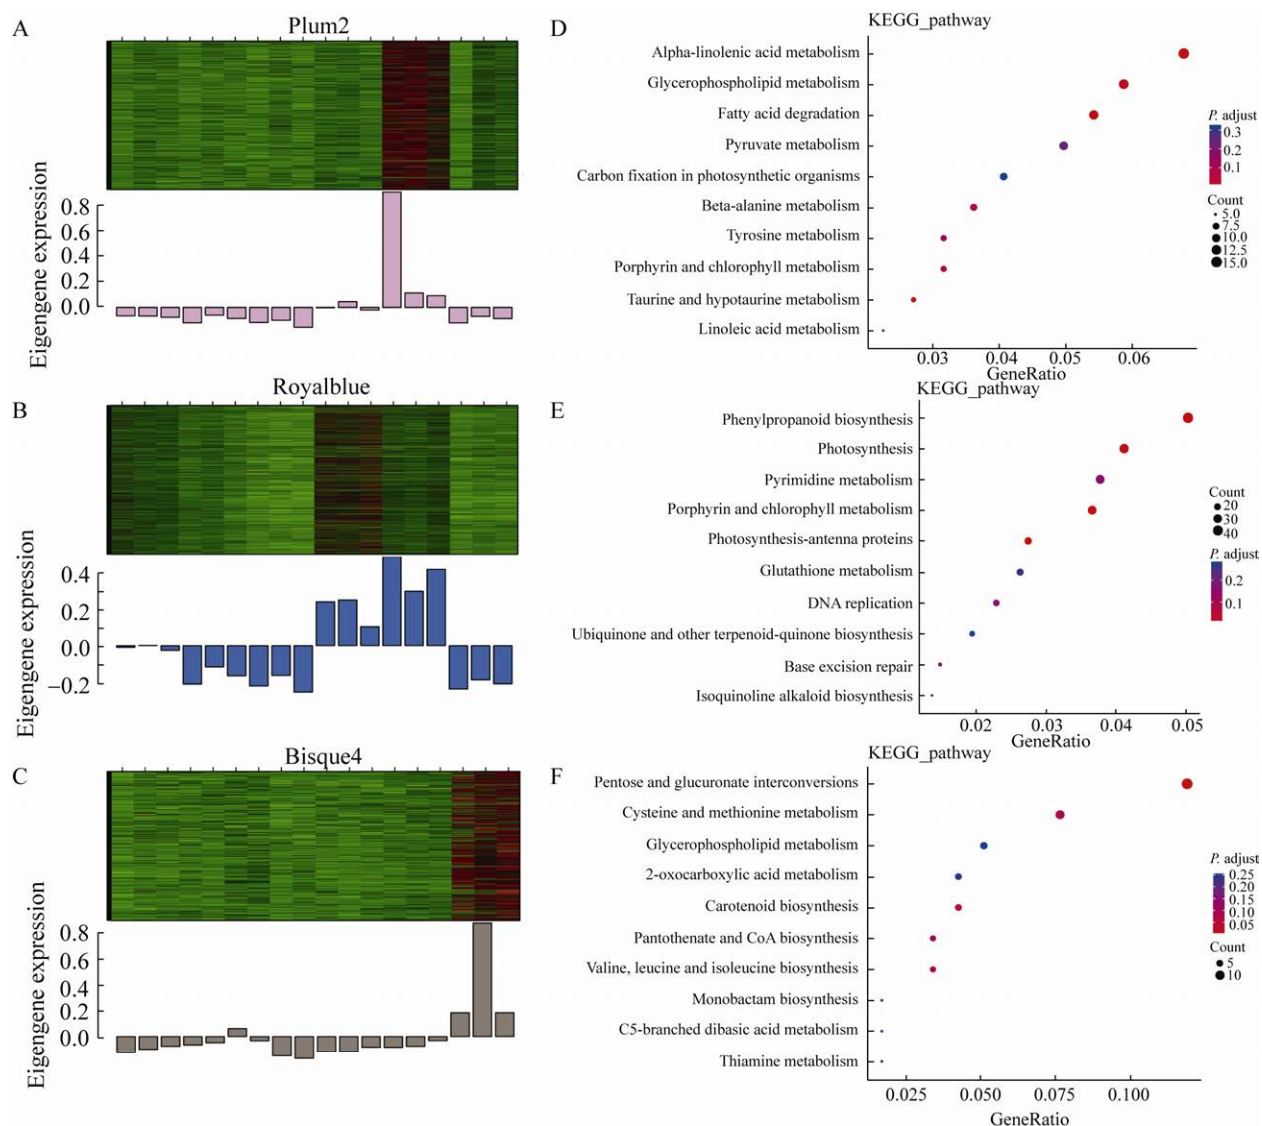 A
Plum2
Eigengene expression
0.8
0.6
0.4
0.2
0.0
D
KEGG_pathway
Alpha-linolenic acid metabolism
Glycerophospholipid metabolism
Fatty acid degradation
Pyruvate metabolism
Carbon fixation in photosynthetic organisms
Beta-alanine metabolism
Tyrosine metabolism
Porphyrin and chlorophyll metabolism
Taurine and hypotaurine metabolism
Linoleic acid metabolism
0.03 0.04 0.05 0.06
GeneRatio
P. adjust
0.3
0.2
0.1
Count
5.0
7.5
10.0
12.5
15.0
B
Royalblue
Eigengene expression
0.4
0.2
0.0
−0.2
E
KEGG_pathway
Phenylpropanoid biosynthesis
Photosynthesis
Pyrimidine metabolism
Porphyrin and chlorophyll metabolism
Photosynthesis-antenna proteins
Glutathione metabolism
DNA replication
Ubiquinone and other terpenoid-quinone biosynthesis
Base excision repair
Isoquinoline alkaloid biosynthesis
0.02 0.03 0.04 0.05
GeneRatio
Count
20
30
40
P. adjust
0.2
0.1
C
Bisque4
Eigengene expression
0.8
0.6
0.4
0.2
0.0
F
KEGG_pathway
Pentose and glucuronate interconversions
Cysteine and methionine metabolism
Glycerophospholipid metabolism
2-oxocarboxylic acid metabolism
Carotenoid biosynthesis
Pantothenate and CoA biosynthesis
Valine, leucine and isoleucine biosynthesis
Monobactam biosynthesis
C5-branched dibasic acid metabolism
Thiamine metabolism
0.025 0.050 0.075 0.100
GeneRatio
P. adjust
0.25
0.20
0.15
0.10
0.05
Count
5
10